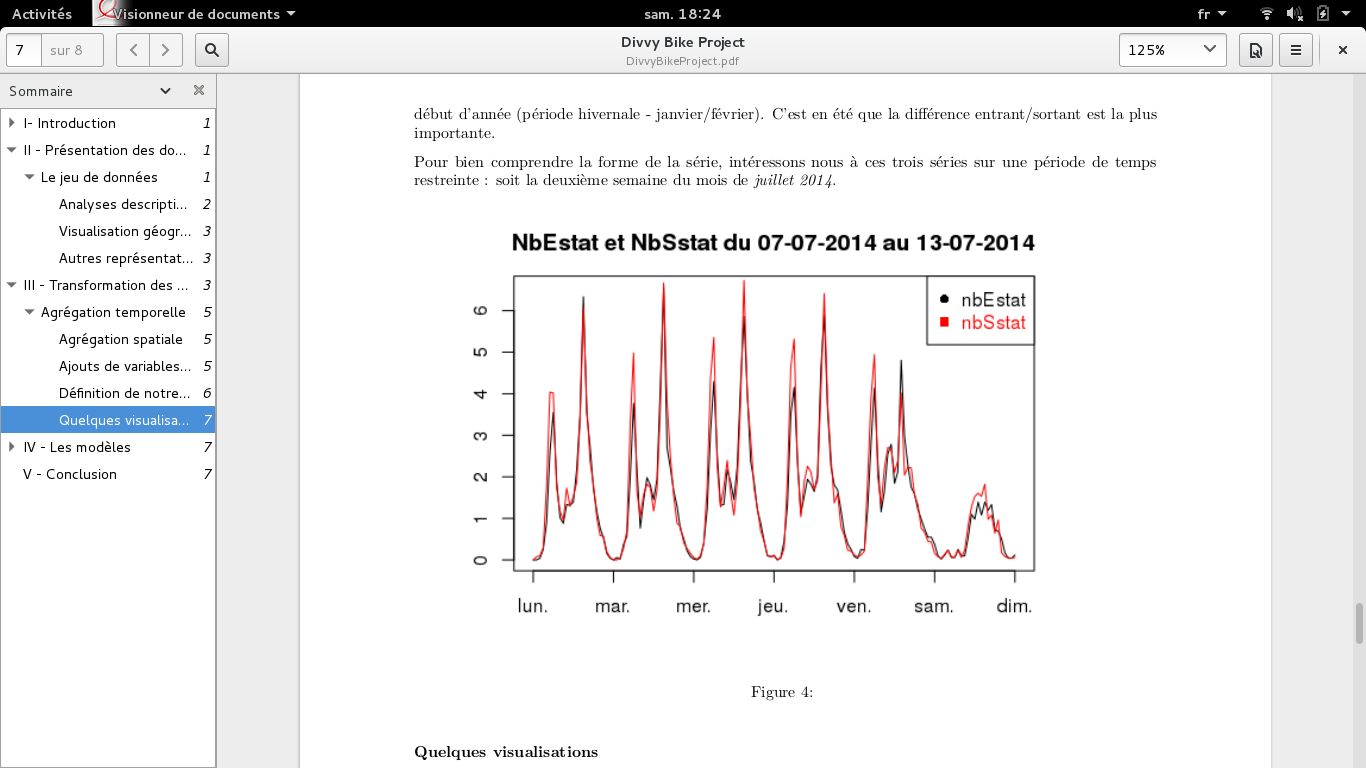 Activités
Visionneur de documents
sam. 18:24
fr
7 sur 8
Divvy Bike Project
DivvyBikeProject.pdf
125%
Sommaire
I- Introduction 1
II - Présentation des do... 1
Le jeu de données 1
Analyses descripti... 2
Visualisation géogr... 3
Autres représentat... 3
III - Transformation des ... 3
Agrégation temporelle 5
Agrégation spatiale 5
Ajouts de variables... 5
Définition de notre... 6
Quelques visualisa... 7
IV - Les modèles 7
V - Conclusion 7
début d'année (période hivernale - janvier/février). C'est en été que la différence entrant/sortant est la plus
importante.
Pour bien comprendre la forme de la série, intéressons nous à ces trois séries sur une période de temps
restreinte : soit la deuxième semaine du mois de juillet 2014.
NbEstat et NbSstat du 07-07-2014 au 13-07-2014
nbEstat
nbSstat
6
5
4
3
2
1
0
lun. mar. mer. jeu. ven. sam. dim.
Figure 4:
Quelques visualisations